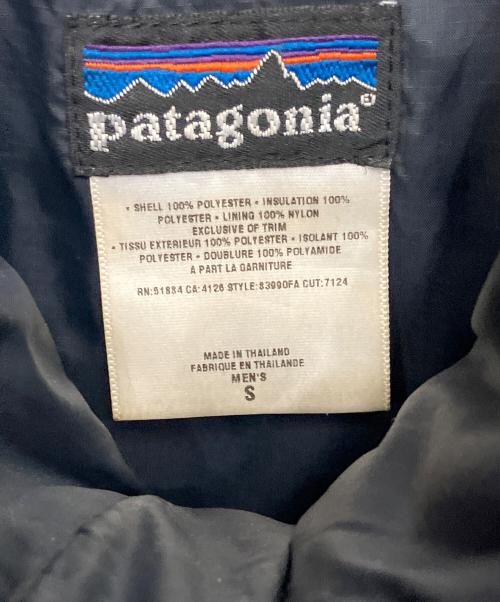 patagonia®
• SHELL 100% POLYESTER • INSULATION 100%
POLYESTER • LINING 100% NYLON
EXCLUSIVE OF TRIM
• TISSU EXTERIEUR 100% POLYESTER • ISOLANT 100%
POLYESTER • DOUBLURE 100% POLYAMIDE
A PART LA GARNITURE
RN:51884 CA:4126 STYLE:83990FA CUT:7124
MADE IN THAILAND
FABRIQUE EN THAILANDE
MEN'S
S